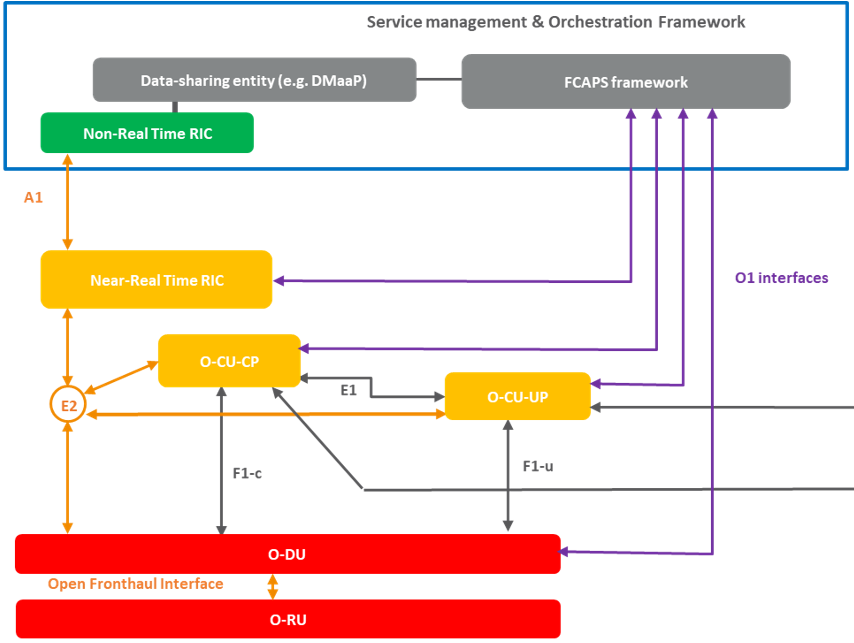 Service management & Orchestration Framework
Data-sharing entity (e.g. DMaaP)
FCAPS framework
Non-Real Time RIC
A1
Near-Real Time RIC
O1 interfaces
O-CU-CP
E1
O-CU-UP
E2
F1-c
F1-u
O-DU
Open Fronthaul Interface
O-RU